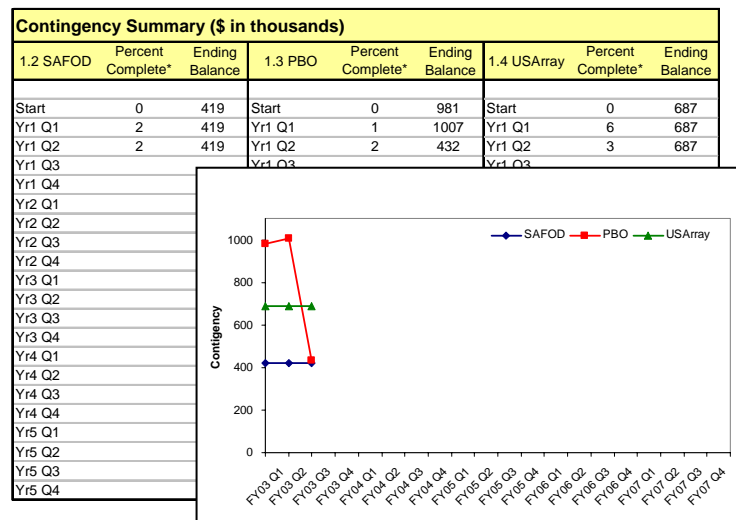 Contingency Summary ($ in thousands)
1.2 SAFOD Percent Complete* Ending Balance 1.3 PBO Percent Complete* Ending Balance 1.4 USArray Percent Complete* Ending Balance
Start 0 419 Start 0 981 Start 0 687
Yr1 Q1 2 419 Yr1 Q1 1 1007 Yr1 Q1 6 687
Yr1 Q2 2 419 Yr1 Q2 2 432 Yr1 Q2 3 687
Yr1 Q3 Yr1 Q3 Yr1 Q3
Yr1 Q4
Yr2 Q1
Yr2 Q2
Yr2 Q3
Yr2 Q4
Yr3 Q1
Yr3 Q2
Yr3 Q3
Yr3 Q4
Yr4 Q1
Yr4 Q2
Yr4 Q3
Yr4 Q4
Yr5 Q1
Yr5 Q2
Yr5 Q3
Yr5 Q4
SAFOD PBO USArray
Contigency
1000
800
600
400
200
0
FY03 Q1
FY03 Q2
FY03 Q3
FY03 Q4
FY04 Q1
FY04 Q2
FY04 Q3
FY04 Q4
FY05 Q1
FY05 Q2
FY05 Q3
FY05 Q4
FY06 Q1
FY06 Q2
FY06 Q3
FY06 Q4
FY07 Q1
FY07 Q2
FY07 Q3
FY07 Q4